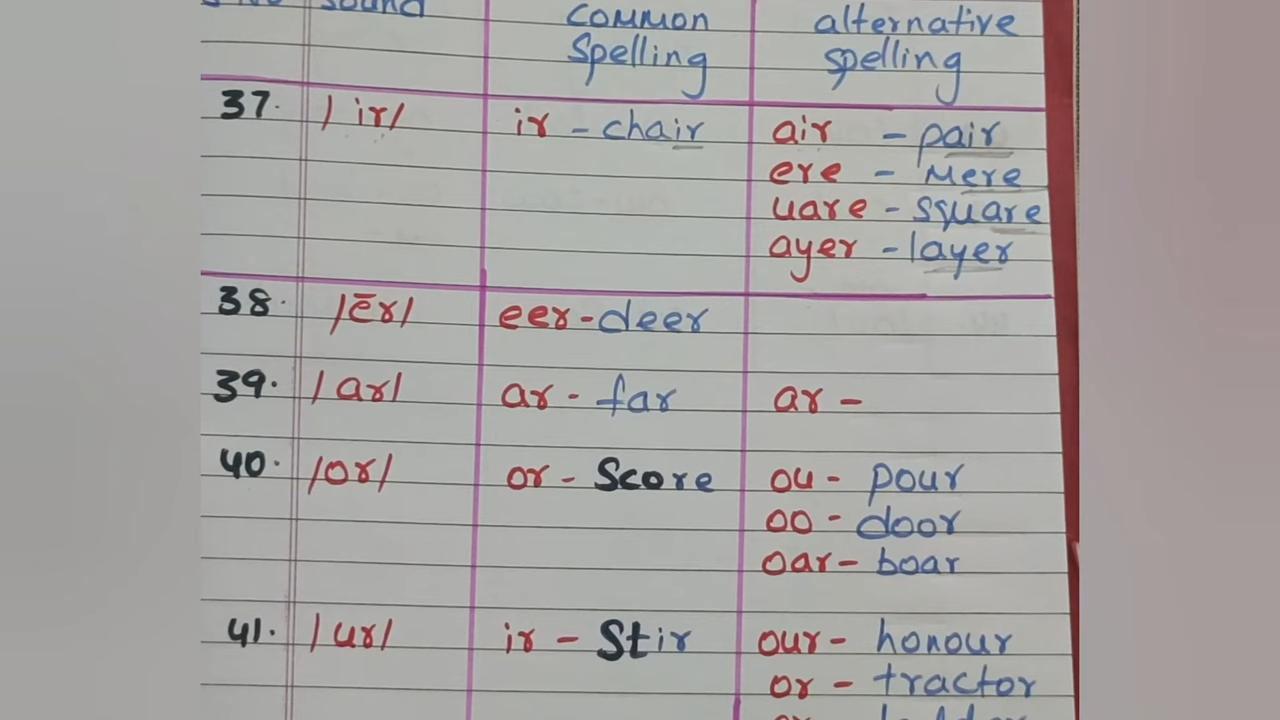 sound common alternative
spelling spelling
37. /ir/ ir - chair air - pair
ere - mere
uare - square
ayer - layer
38. /ēr/ eer - deer
39. /ar/ ar - far ar -
40. /or/ or - Score ou - pour
oo - door
oar - boar
41. /ur/ ir - Stir our - honour
or - tractor